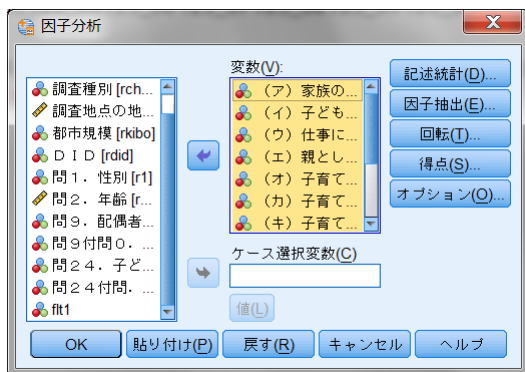 因子分析
調査種別 [rch...
調査地点の地...
都市規模 [rkibo]
ＤＩＤ [rdid]
問１．性別 [r1]
問２．年齢 [r...
問９．配偶者...
問９付問０．...
問２４．子ど...
問２４付問．...
flt1
変数(V):
（ア）家族の...
（イ）子ども...
（ウ）仕事に...
（エ）親とし...
（オ）子育て...
（カ）子育て...
（キ）子育て...
ケース選択変数(C)
値(L)
記述統計(D)...
因子抽出(E)...
回転(T)...
得点(S)...
オプション(O)...
OK
貼り付け(P)
戻す(R)
キャンセル
ヘルプ